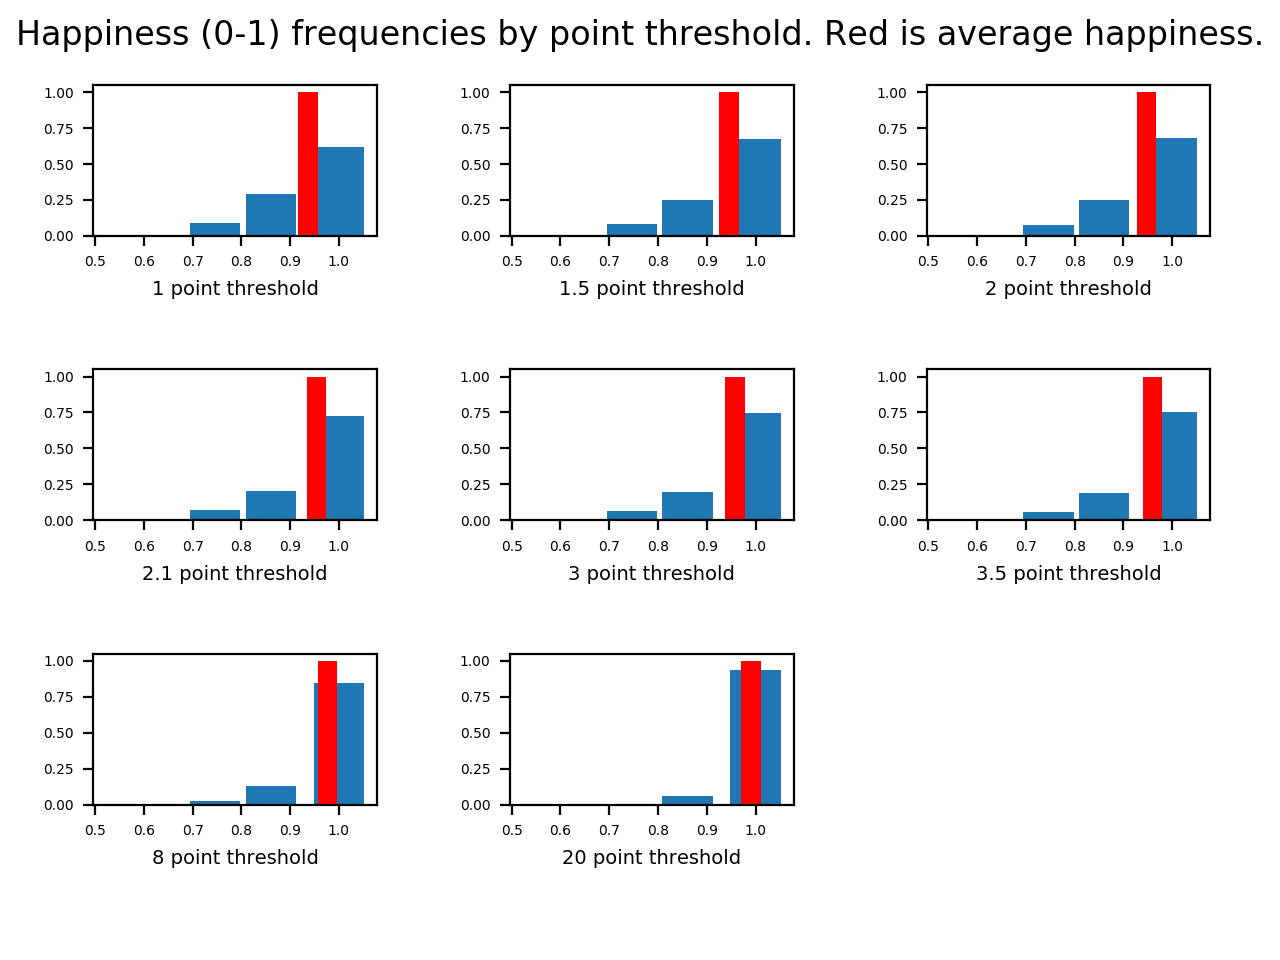 Happiness (0-1) frequencies by point threshold. Red is average happiness.
1.00 1.00 1.00
0.75 0.75 0.75
0.50 0.50 0.50
0.25 0.25 0.25
0.00 0.00 0.00
0.5 0.6 0.7 0.8 0.9 1.0 0.5 0.6 0.7 0.8 0.9 1.0 0.5 0.6 0.7 0.8 0.9 1.0
1 point threshold 1.5 point threshold 2 point threshold
1.00 1.00 1.00
0.75 0.75 0.75
0.50 0.50 0.50
0.25 0.25 0.25
0.00 0.00 0.00
0.5 0.6 0.7 0.8 0.9 1.0 0.5 0.6 0.7 0.8 0.9 1.0 0.5 0.6 0.7 0.8 0.9 1.0
2.1 point threshold 3 point threshold 3.5 point threshold
1.00 1.00
0.75 0.75
0.50 0.50
0.25 0.25
0.00 0.00
0.5 0.6 0.7 0.8 0.9 1.0 0.5 0.6 0.7 0.8 0.9 1.0
8 point threshold 20 point threshold